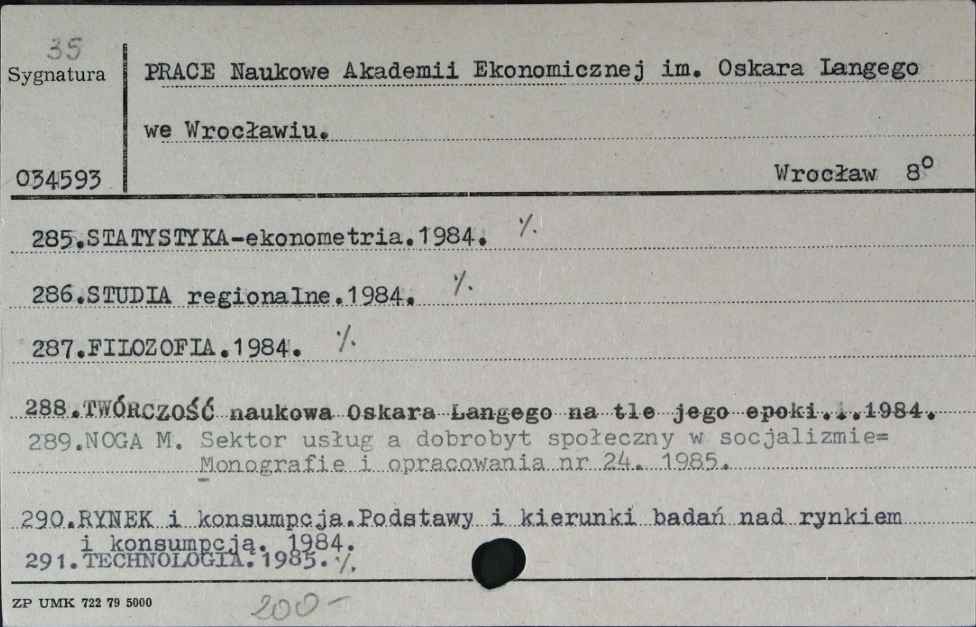 35
Sygnatura
PRACE Naukowe Akademii Ekonomicznej im. Oskara Langego
we Wrocławiu.
034593
Wrocław 8°
285.STATYSTYKA-ekonometria.1984. ·/.
286.STUDIA regionalne.1984. ·/.
287.FILOZOFIA.1984. ·/.
288.TWÓRCZOŚĆ naukowa Oskara Langego na tle jego epoki.1.1984.
289.NOGA M. Sektor usług a dobrobyt społeczny w socjalizmie=
Monografie i opracowania nr 24. 1985.
290.RYNEK i konsumpcja.Podstawy i kierunki badań nad rynkiem
i konsumpcją. 1984.
291.TECHNOLOGIA.1985. ·/.
ZP UMK 722 79 5000
200-